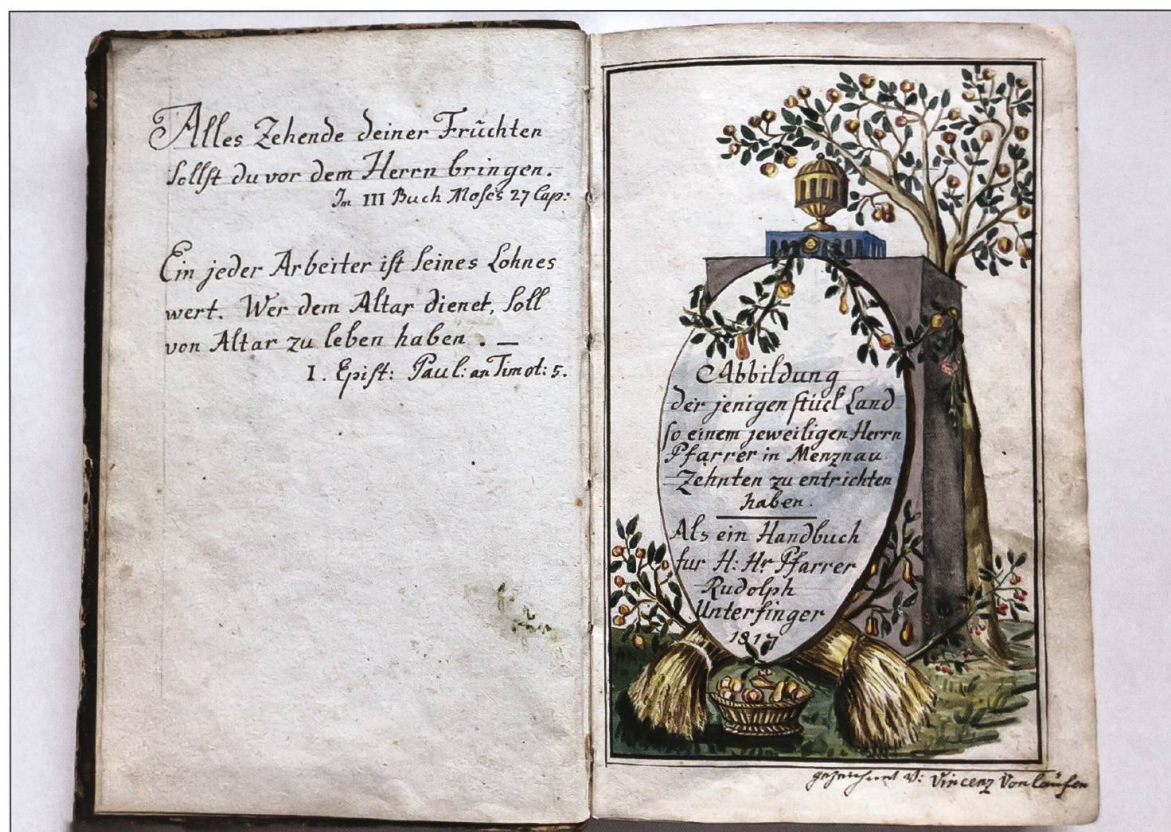 Alles Zehende deiner Früchten
sollst du vor dem Herrn bringen.
Im III Buch Moses 27 Cap:
Ein jeder Arbeiter ist seines Lohnes
wert. Wer dem Altar dienet, soll
von Altar zu leben haben. —
I. Epist: Paul: an Timot: 5.
Abbildung
der jenigen stück Land
so einem jeweiligen Herrn
Pfarrer in Menznau
Zehnten zu entrichten
haben.
Als ein Handbuch
fur H: Hr Pfarrer
Rudolph
Unterfinger
1817
gezeichnet v: Vincenz Vonlaufen